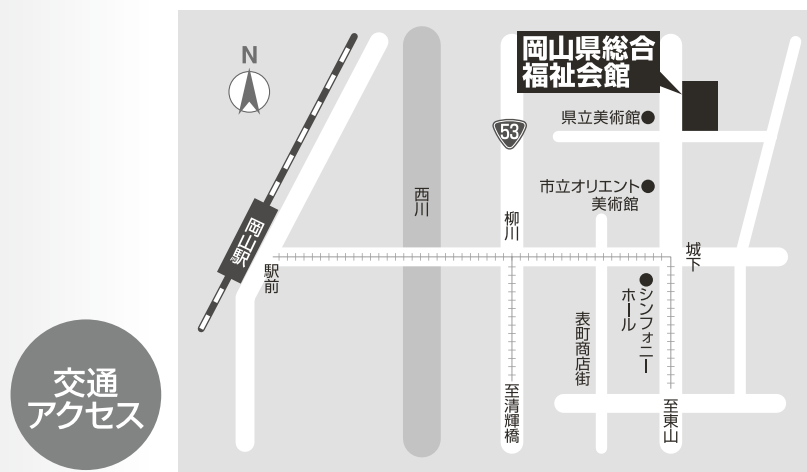 N
岡山県総合
福祉会館
53
県立美術館
市立オリエント
美術館
西川
柳川
城下
岡山駅
駅前
シンフォニー
ホール
表町商店街
至清輝橋
至東山
交通
アクセス